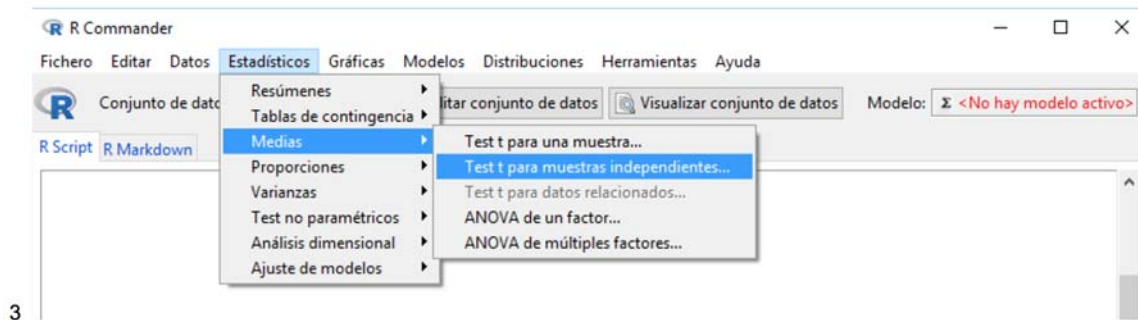 R Commander
Fichero Editar Datos Estadísticos Gráficas Modelos Distribuciones Herramientas Ayuda
R Conjunto de datc litar conjunto de datos Visualizar conjunto de datos Modelo: Σ <No hay modelo activo>
R Script R Markdown
Resúmenes
Tablas de contingencia
Medias
Proporciones
Varianzas
Test no paramétricos
Análisis dimensional
Ajuste de modelos
Test t para una muestra...
Test t para muestras independientes...
Test t para datos relacionados...
ANOVA de un factor...
ANOVA de múltiples factores...
3